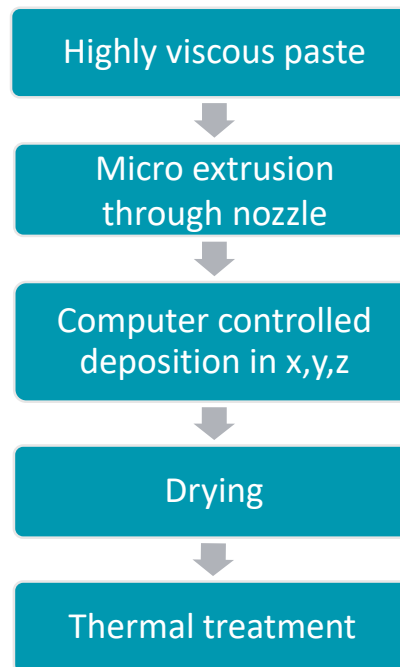 Highly viscous paste
Micro extrusion
through nozzle
Computer controlled
deposition in x,y,z
Drying
Thermal treatment